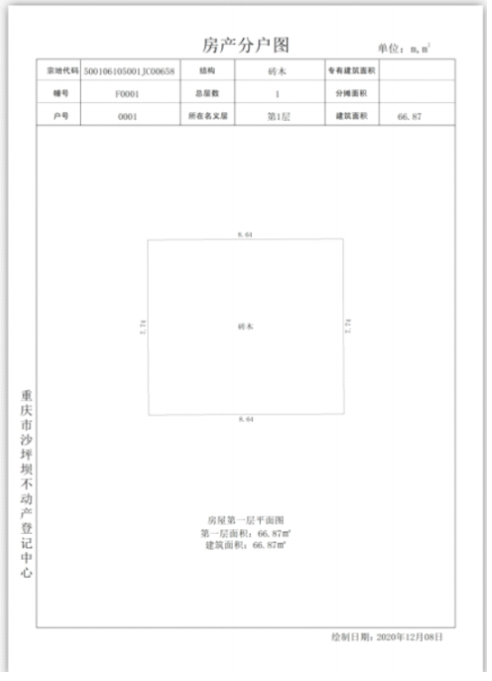 房产分户图
单位：m,㎡
宗地代码 500106105001JC00658 结构 砖木 专有建筑面积
幢号 F0001 总层数 1 分摊面积
户号 0001 所在名义层 第1层 建筑面积 66.87
8.64
7.74
砖木
7.74
8.64
重庆市沙坪坝不动产登记中心
房屋第一层平面图
第一层面积：66.87㎡
建筑面积：66.87㎡
绘制日期：2020年12月08日